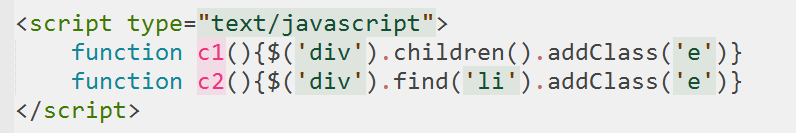 <script type="text/javascript">
    function c1(){$('div').children().addClass('e')}
    function c2(){$('div').find('li').addClass('e')}
</script>